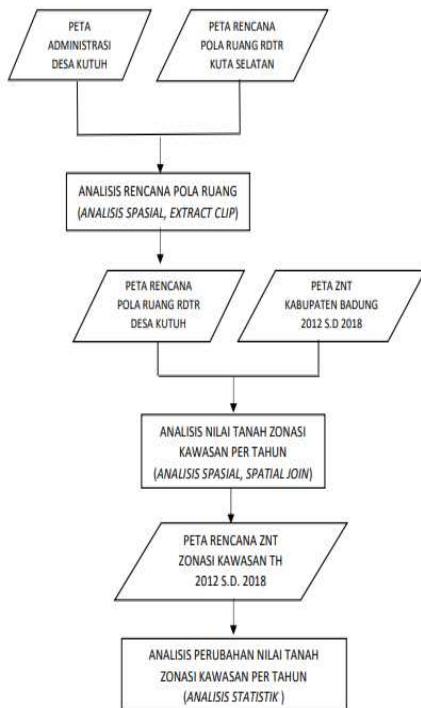 PETA
ADMINISTRASI
DESA KUTUH
PETA RENCANA
POLA RUANG RDTR
KUTA SELATAN
ANALISIS RENCANA POLA RUANG
(ANALISIS SPASIAL, EXTRACT CLIP)
PETA RENCANA
POLA RUANG RDTR
DESA KUTUH
PETA ZNT
KABUPATEN BADUNG
2012 S.D 2018
ANALISIS NILAI TANAH ZONASI
KAWASAN PER TAHUN
(ANALISIS SPASIAL, SPATIAL JOIN)
PETA RENCANA ZNT
ZONASI KAWASAN TH
2012 S.D. 2018
ANALISIS PERUBAHAN NILAI TANAH
ZONASI KAWASAN PER TAHUN
(ANALISIS STATISTIK )